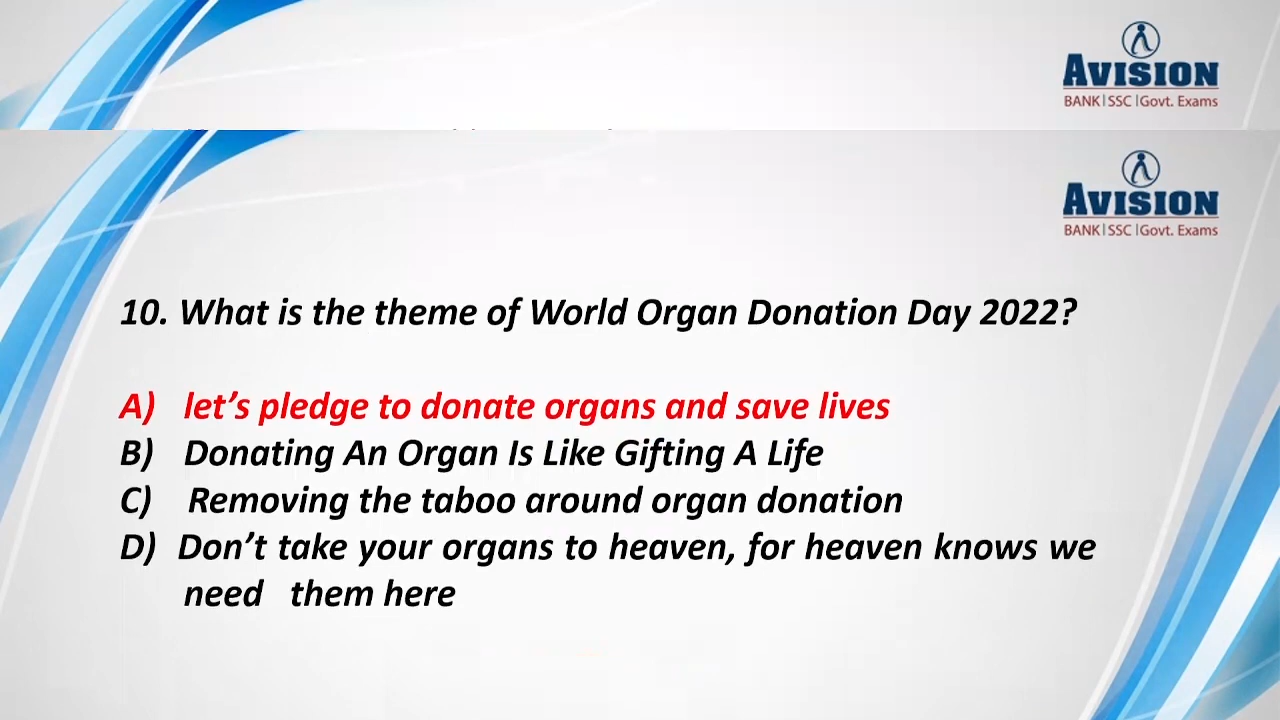 AVISION
BANK|SSC|Govt. Exams
AVISION
BANK|SSC|Govt. Exams
10. What is the theme of World Organ Donation Day 2022?
A) let’s pledge to donate organs and save lives
B) Donating An Organ Is Like Gifting A Life
C) Removing the taboo around organ donation
D) Don’t take your organs to heaven, for heaven knows we
need them here